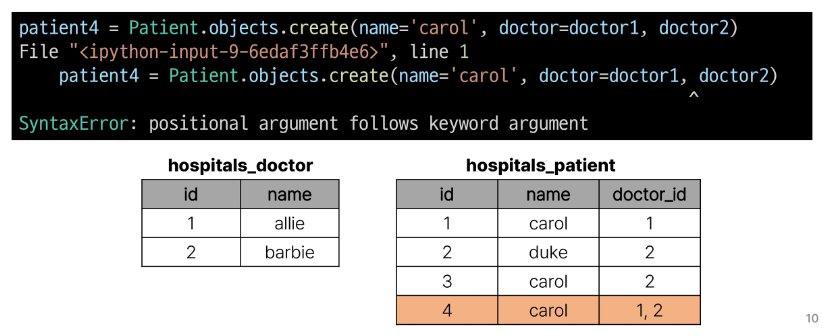 patient4 = Patient.objects.create(name='carol', doctor=doctor1, doctor2)
File "<ipython-input-9-6edaf3ffb4e6>", line 1
    patient4 = Patient.objects.create(name='carol', doctor=doctor1, doctor2)
^
SyntaxError: positional argument follows keyword argument
hospitals_doctor
id name
1 allie
2 barbie
hospitals_patient
id name doctor_id
1 carol 1
2 duke 2
3 carol 2
4 carol 1, 2
10